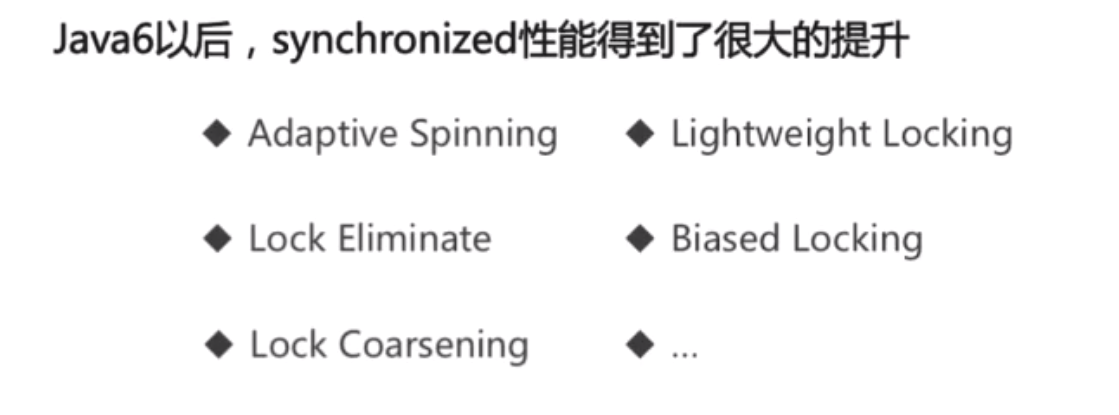 Java6以后，synchronized性能得到了很大的提升
◆ Adaptive Spinning ◆ Lightweight Locking
◆ Lock Eliminate ◆ Biased Locking
◆ Lock Coarsening ◆ ...